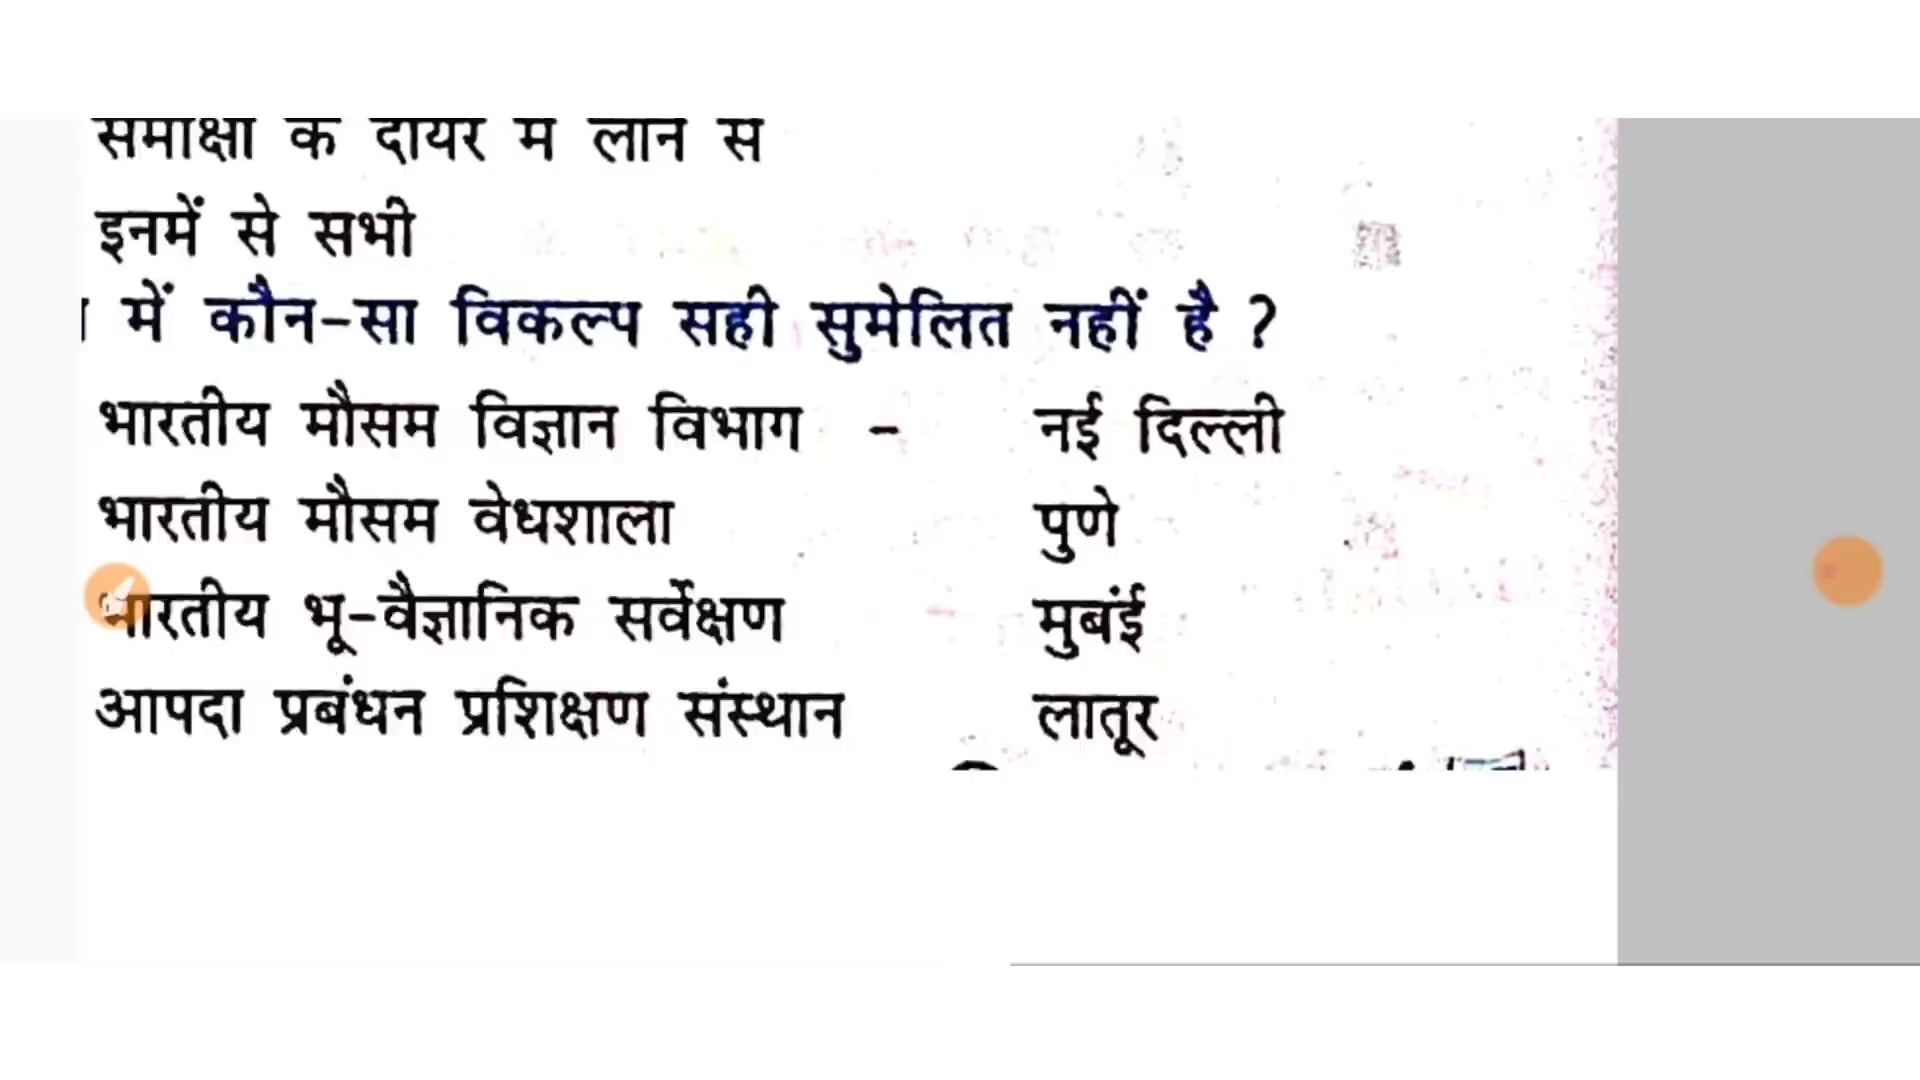 समीक्षा के दायरे में लाने से
इनमें से सभी
में कौन-सा विकल्प सही सुमेलित नहीं है ?
भारतीय मौसम विज्ञान विभाग - नई दिल्ली
भारतीय मौसम वेधशाला पुणे
भारतीय भू-वैज्ञानिक सर्वेक्षण - मुबंई
आपदा प्रबंधन प्रशिक्षण संस्थान लातूर